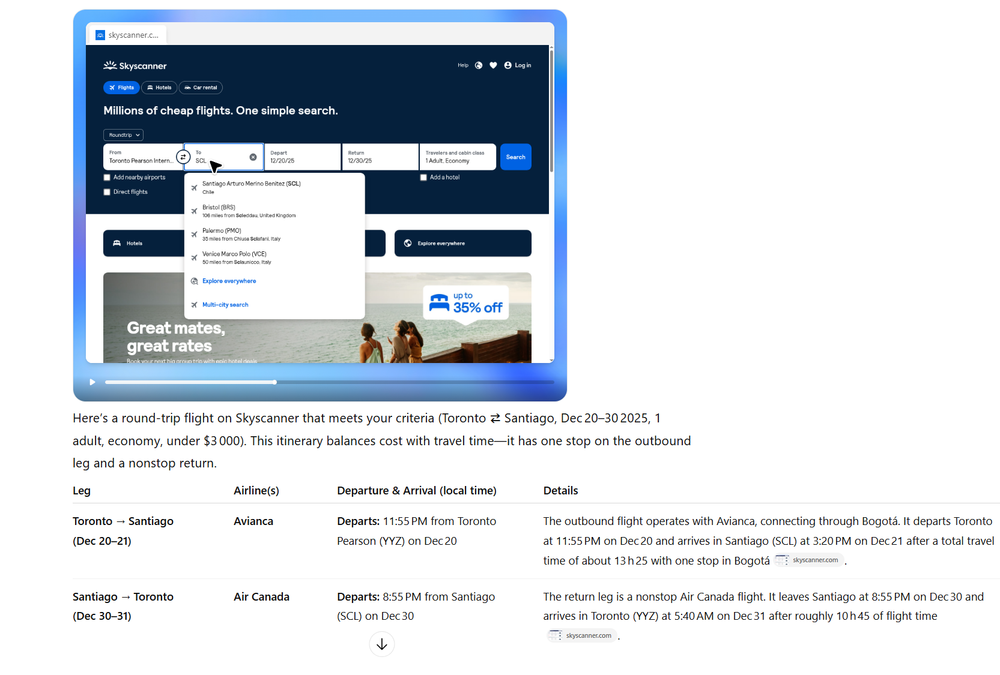 skyscanner.c...
Skyscanner
Help
Log in
Flights
Hotels
Car rental
Millions of cheap flights. One simple search.
Roundtrip
From
Toronto Pearson Intern...
To
SCL
Depart
12/20/25
Return
12/30/25
Travelers and cabin class
1 Adult, Economy
Search
Add nearby airports
Direct flights
Add a hotel
Santiago Arturo Merino Benitez (SCL)
Chile
Bristol (BRS)
106 miles from Scleddau, United Kingdom
Palermo (PMO)
35 miles from Chiusa Sclafani, Italy
Venice Marco Polo (VCE)
50 miles from Sclaunicco, Italy
Explore everywhere
Multi-city search
Hotels
Explore everywhere
up to
35% off
Great mates,
great rates
Book your next big group trip with epic hotel deals
Here’s a round-trip flight on Skyscanner that meets your criteria (Toronto ⇄ Santiago, Dec 20–30 2025, 1
adult, economy, under $3 000). This itinerary balances cost with travel time—it has one stop on the outbound
leg and a nonstop return.
Leg
Airline(s)
Departure & Arrival (local time)
Details
Toronto → Santiago
(Dec 20–21)
Avianca
Departs: 11:55 PM from Toronto
Pearson (YYZ) on Dec 20
The outbound flight operates with Avianca, connecting through Bogotá. It departs Toronto
at 11:55 PM on Dec 20 and arrives in Santiago (SCL) at 3:20 PM on Dec 21 after a total travel
time of about 13 h 25 with one stop in Bogotá skyscanner.com .
Santiago → Toronto
(Dec 30–31)
Air Canada
Departs: 8:55 PM from Santiago
(SCL) on Dec 30
The return leg is a nonstop Air Canada flight. It leaves Santiago at 8:55 PM on Dec 30 and
arrives in Toronto (YYZ) at 5:40 AM on Dec 31 after roughly 10 h 45 of flight time
skyscanner.com .